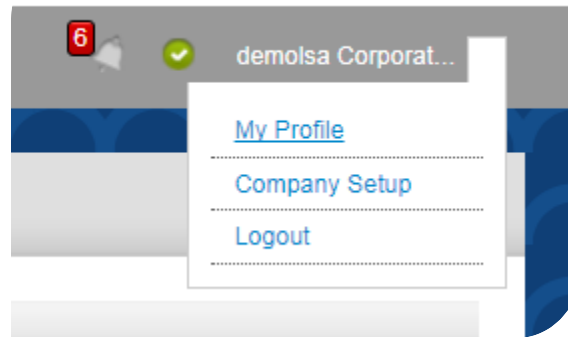 6
demolsa Corporat...
My Profile
Company Setup
Logout